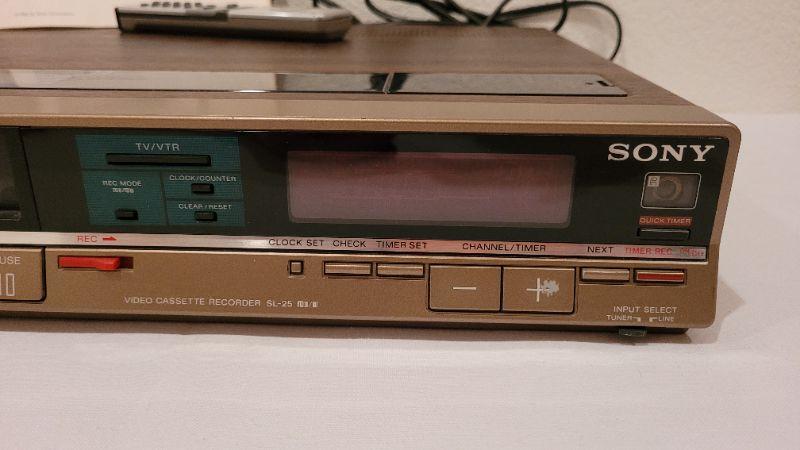 TV/VTR
REC MODE
CLOCK/COUNTER
CLEAR/RESET
SONY
QUICK TIMER
REC
CLOCK SET CHECK TIMER SET CHANNEL/TIMER NEXT TIMER REC
USE
− +
VIDEO CASSETTE RECORDER SL-25
INPUT SELECT
TUNER LINE